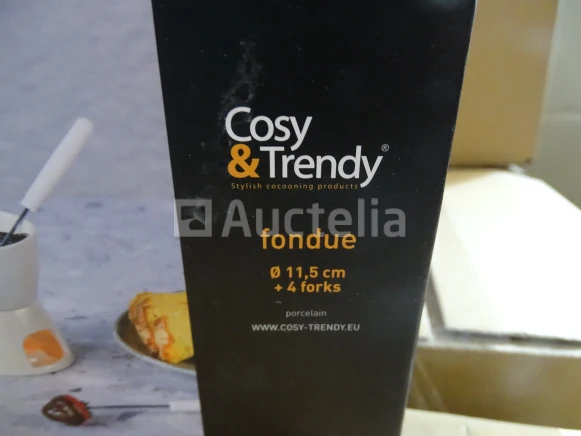 Cosy
& Trendy®
Stylish cocooning products
Auctelia
fondue
Ø 11,5 cm
+ 4 forks
porcelain
WWW.COSY-TRENDY.EU